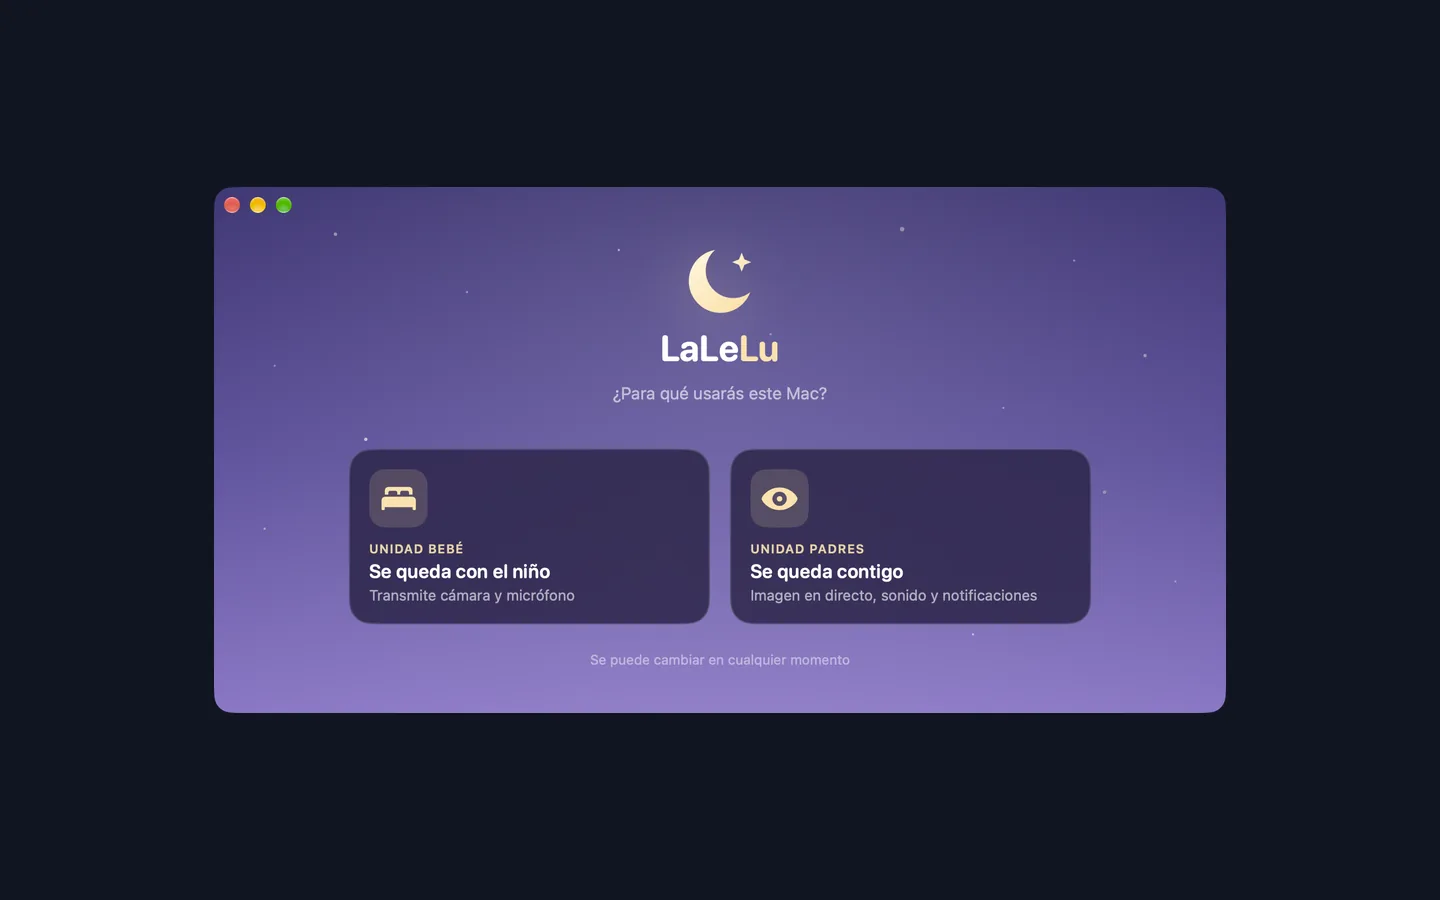 LaLeLu
¿Para qué usarás este Mac?
UNIDAD BEBÉ
Se queda con el niño
Transmite cámara y micrófono
UNIDAD PADRES
Se queda contigo
Imagen en directo, sonido y notificaciones
Se puede cambiar en cualquier momento